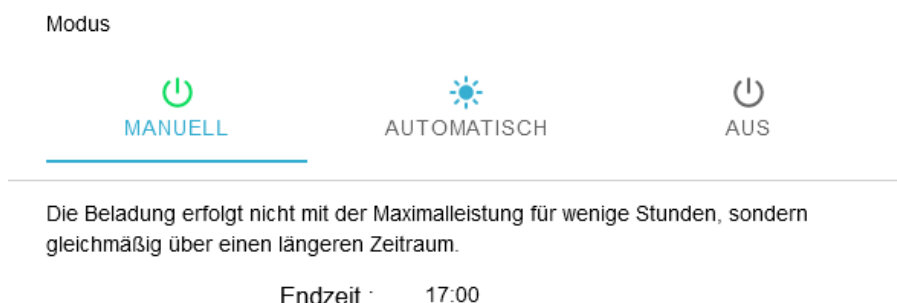 Modus
MANUELL AUTOMATISCH AUS
Die Beladung erfolgt nicht mit der Maximalleistung für wenige Stunden, sondern
gleichmäßig über einen längeren Zeitraum.
Endzeit : 17:00